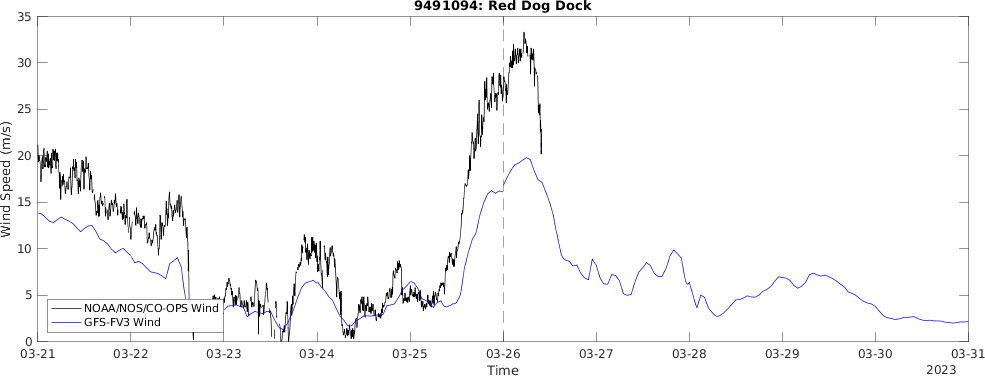 9491094: Red Dog Dock
35
30
25
20
15
10
5
0
Wind Speed (m/s)
NOAA/NOS/CO-OPS Wind
GFS-FV3 Wind
03-21 03-22 03-23 03-24 03-25 03-26 03-27 03-28 03-29 03-30 03-31
Time
2023